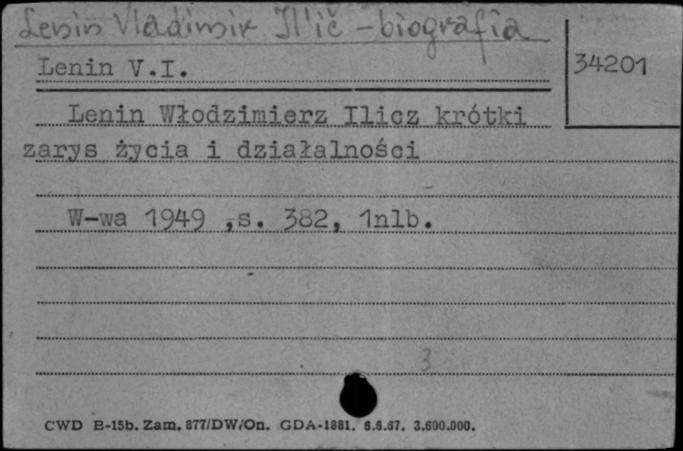 Lenin Vladimir Il'ič - biografia
Lenin V.I.
34201
Lenin Włodzimierz Ilicz krótki
zarys życia i działalności
W-wa 1949 ,s. 382, 1nlb.
3
CWD B-15b. Zam. 877/DW/On. GDA-1881. 6.6.67. 3.600.000.